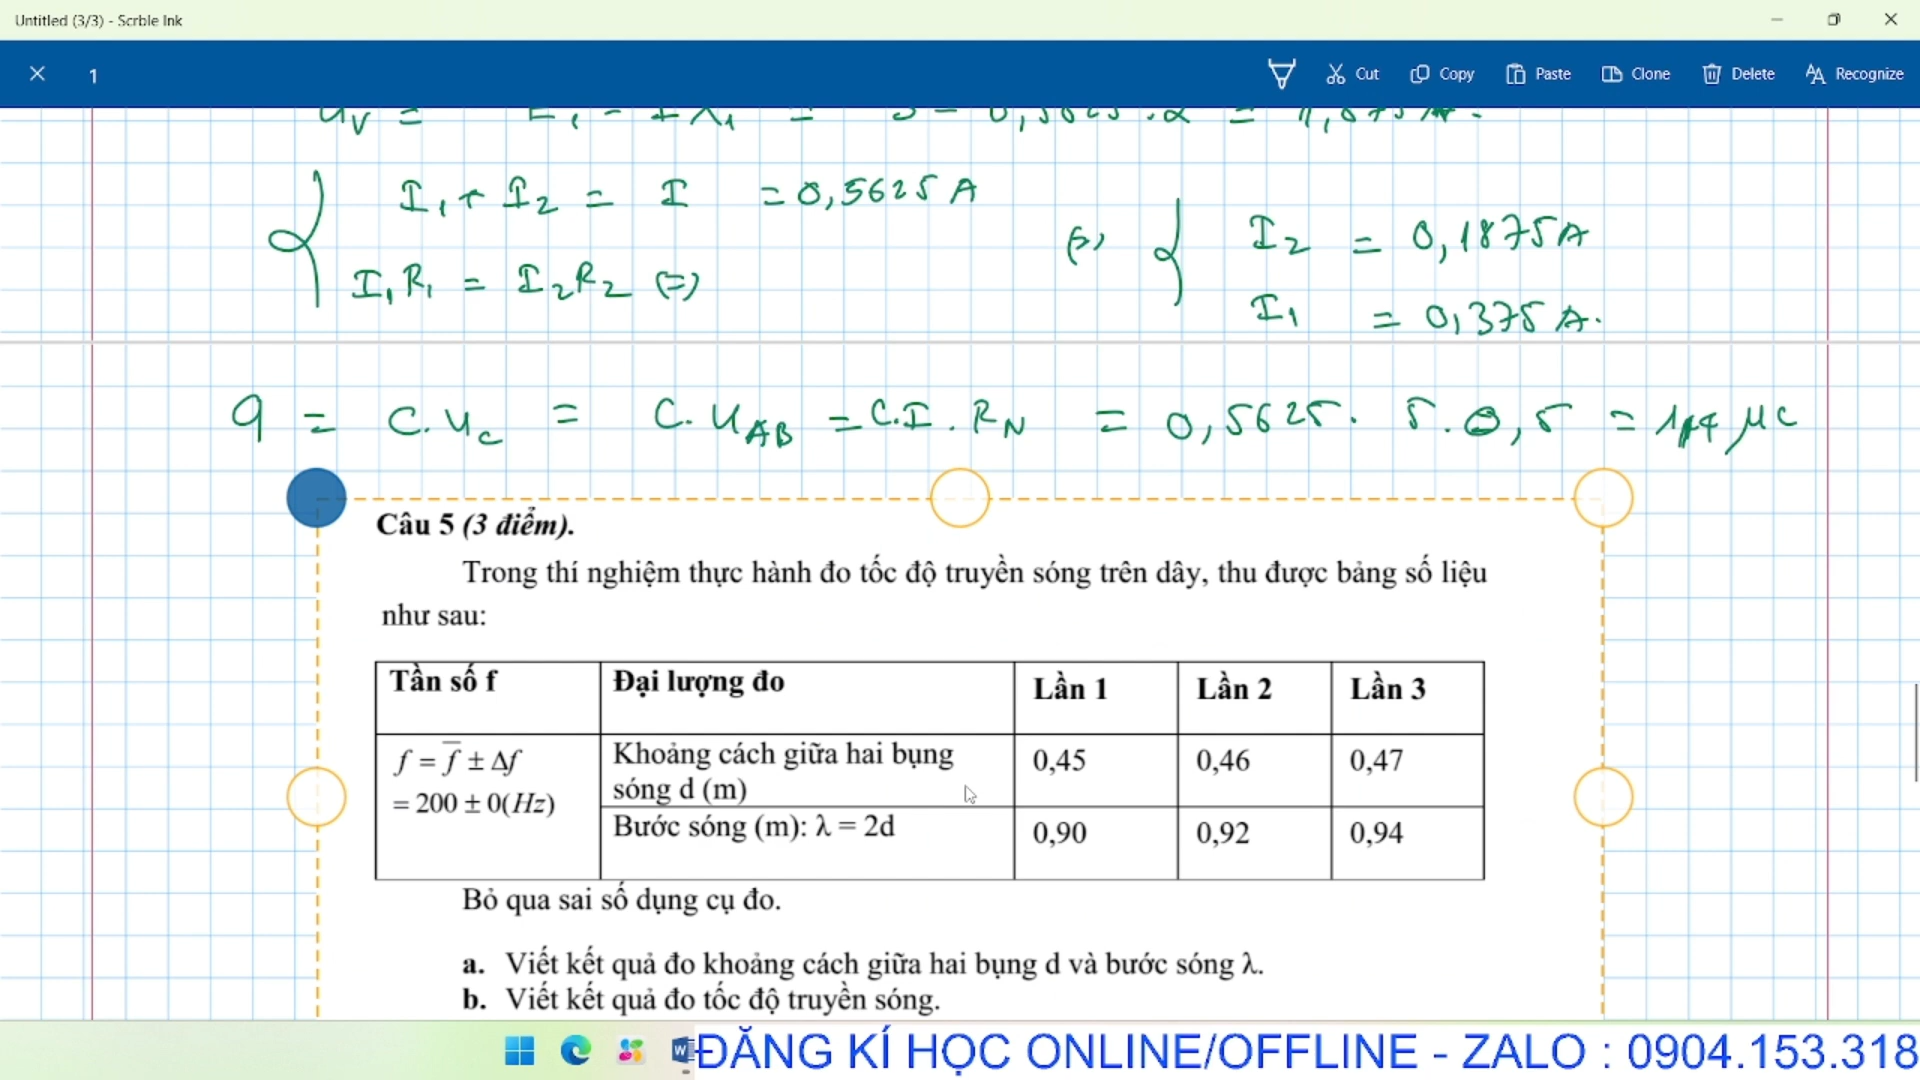 Untitled (3/3) - Scrble Ink
1 Cut Copy Paste Clone Delete Recognize
I₁ + I₂ = I = 0,5625 A
I₁R₁ = I₂R₂ (=)
I₂ = 0,1875A
I₁ = 0,375 A.
q = C.U_C = C.U_AB = C.I.R_N = 0,5625. 5.0,5 = 1,4 μC
Câu 5 (3 điểm).
Trong thí nghiệm thực hành đo tốc độ truyền sóng trên dây, thu được bảng số liệu
như sau:
Tần số f Đại lượng đo Lần 1 Lần 2 Lần 3
f = f̅ ± Δf
= 200 ± 0(Hz)
Khoảng cách giữa hai bụng
sóng d (m)
0,45 0,46 0,47
Bước sóng (m): λ = 2d 0,90 0,92 0,94
Bỏ qua sai số dụng cụ đo.
a. Viết kết quả đo khoảng cách giữa hai bụng d và bước sóng λ.
b. Viết kết quả đo tốc độ truyền sóng.
ĐĂNG KÍ HỌC ONLINE/OFFLINE - ZALO : 0904.153.318